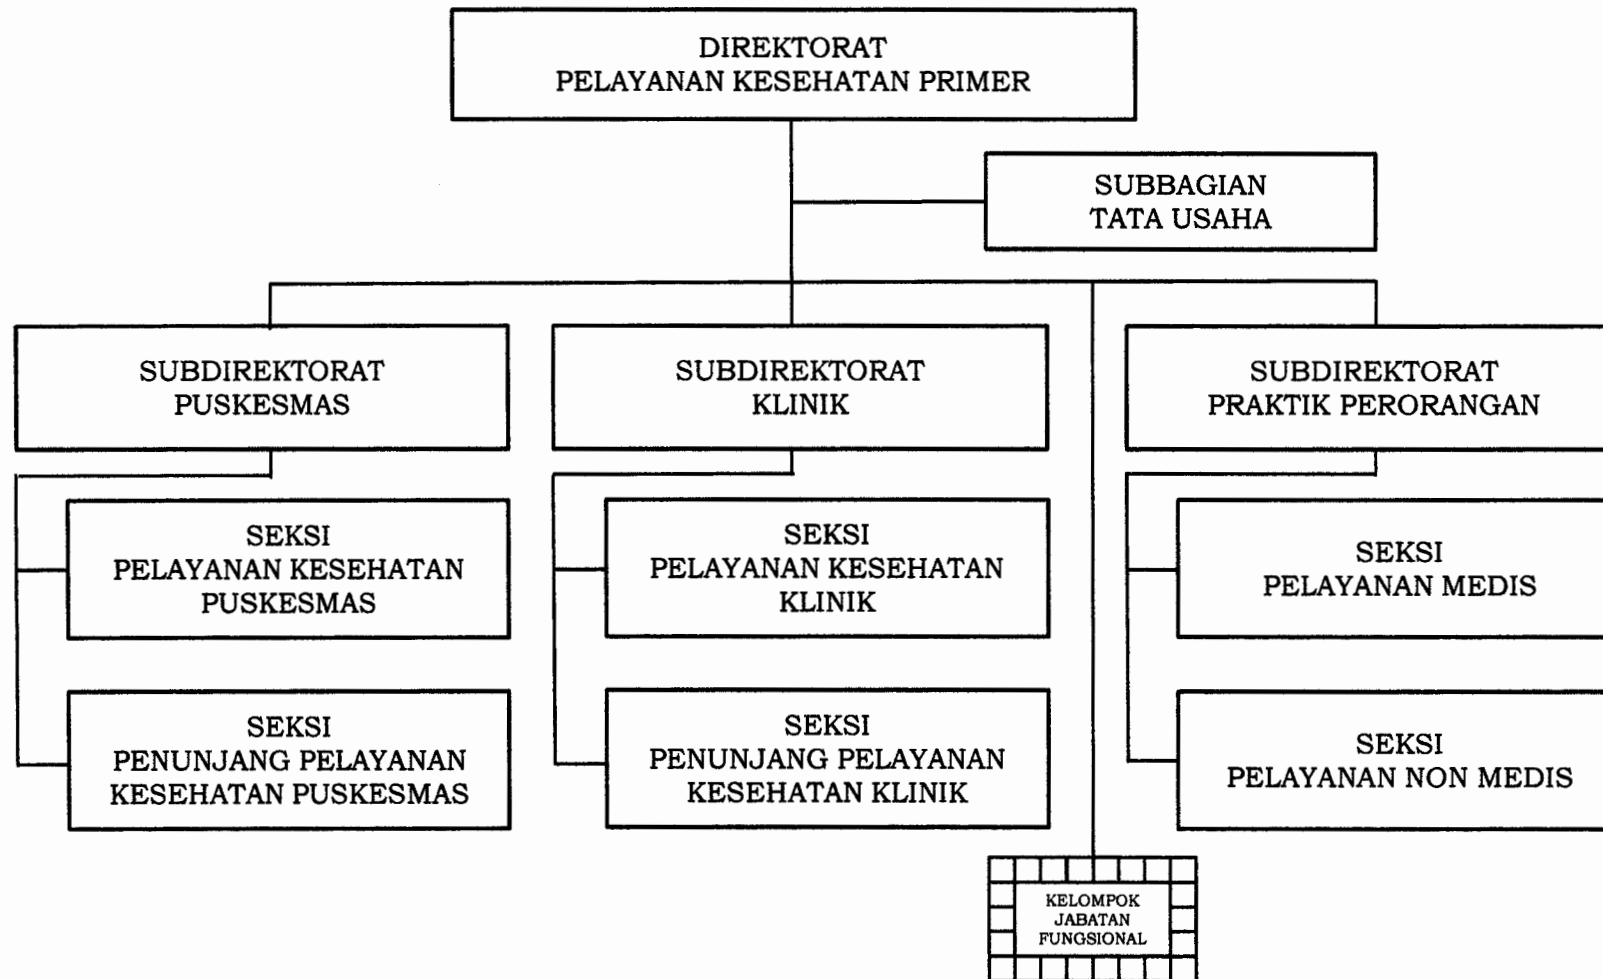 DIREKTORAT
PELAYANAN KESEHATAN PRIMER
SUBBAGIAN
TATA USAHA
SUBDIREKTORAT
PUSKESMAS
SUBDIREKTORAT
KLINIK
SUBDIREKTORAT
PRAKTIK PERORANGAN
SEKSI
PELAYANAN KESEHATAN
PUSKESMAS
SEKSI
PELAYANAN KESEHATAN
KLINIK
SEKSI
PELAYANAN MEDIS
SEKSI
PENUNJANG PELAYANAN
KESEHATAN PUSKESMAS
SEKSI
PENUNJANG PELAYANAN
KESEHATAN KLINIK
SEKSI
PELAYANAN NON MEDIS
KELOMPOK
JABATAN
FUNGSIONAL